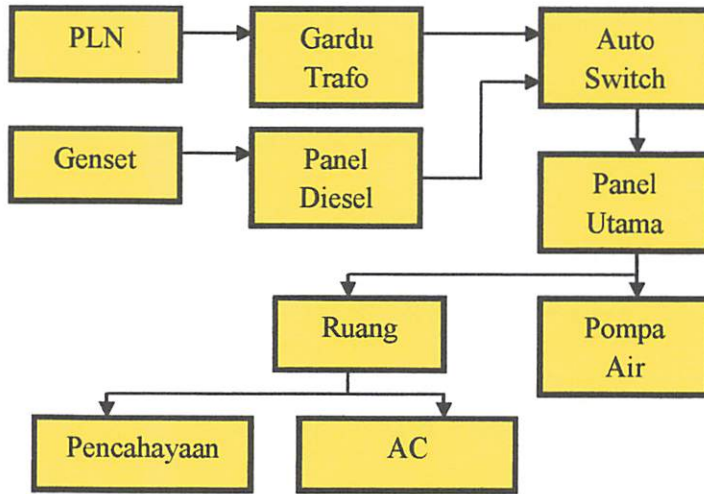 PLN
Gardu
Trafo
Auto
Switch
Genset
Panel
Diesel
Panel
Utama
Ruang
Pompa
Air
Pencahayaan
AC